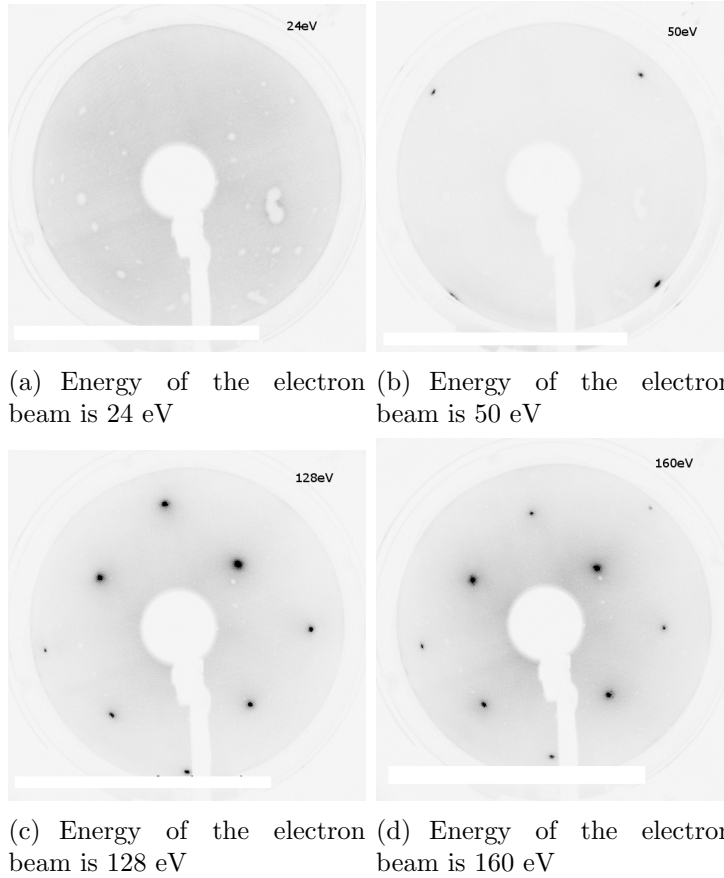 24eV
50eV
(a) Energy of the electron
beam is 24 eV
(b) Energy of the electron
beam is 50 eV
128eV
160eV
(c) Energy of the electron
beam is 128 eV
(d) Energy of the electron
beam is 160 eV